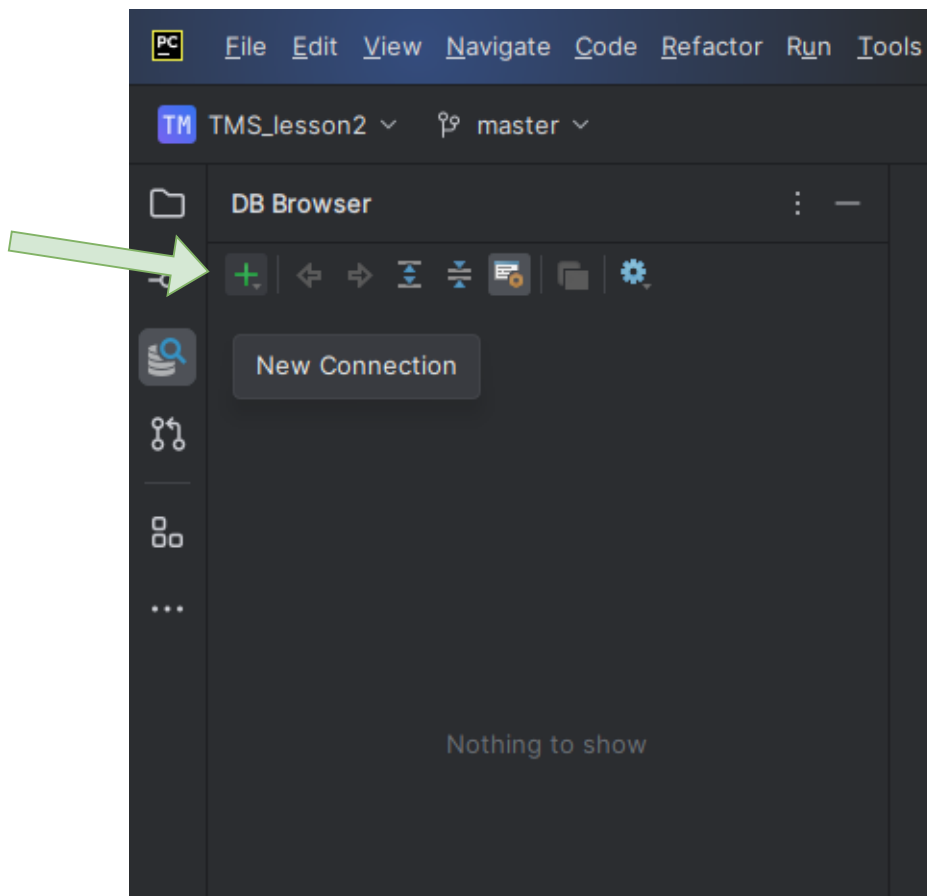 PC File Edit View Navigate Code Refactor Run Tools
TM TMS_lesson2 master
DB Browser
New Connection
Nothing to show